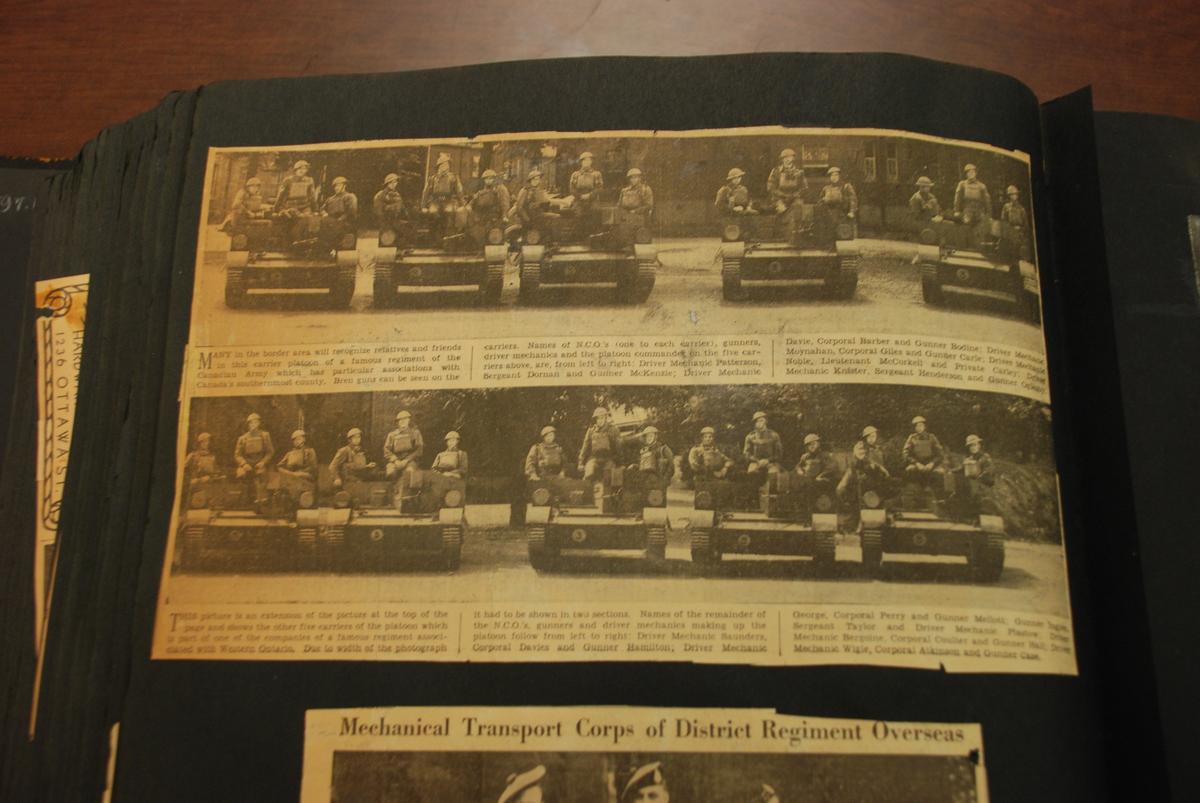 MANY in the border area will recognize relatives and friends
in this carrier platoon of a famous regiment of the
Canadian Army which has particular associations with
Canada's southernmost county. Bren guns can be seen on the
carriers. Names of N.C.O.'s (one to each carrier), gunners,
driver mechanics and the platoon commander on the five car-
riers above, are, from left to right: Driver Mechanic Patterson,
Sergeant Dornan and Gunner McKenzie; Driver Mechanic
Davie, Corporal Barber and Gunner Bodine; Driver Mechanic
Moynahan, Corporal Giles and Gunner Carle; Driver Mechanic
Noble, Lieutenant McCorkell and Private Carley; Driver
Mechanic Knister, Sergeant Henderson and Gunner
THIS picture is an extension of the picture at the top of the
page and shows the other five carriers of the platoon which
is part of one of the companies of a famous regiment associ-
ated with Western Ontario. Due to width of the photograph
it had to be shown in two sections. Names of the remainder of
the N.C.O.'s, gunners and driver mechanics making up the
platoon follow from left to right: Driver Mechanic Saunders,
Corporal Davies and Gunner Hamilton; Driver Mechanic
George, Corporal Perry and Gunner Mellott; Gunner
Sergeant Taylor and Driver Mechanic Plastow; Driver
Mechanic Bergoine, Corporal Coulter and Gunner Hall; Driver
Mechanic Wigle, Corporal Atkinson and Gunner Case.
Mechanical Transport Corps of District Regiment Overseas
1236 OTTAWA ST.